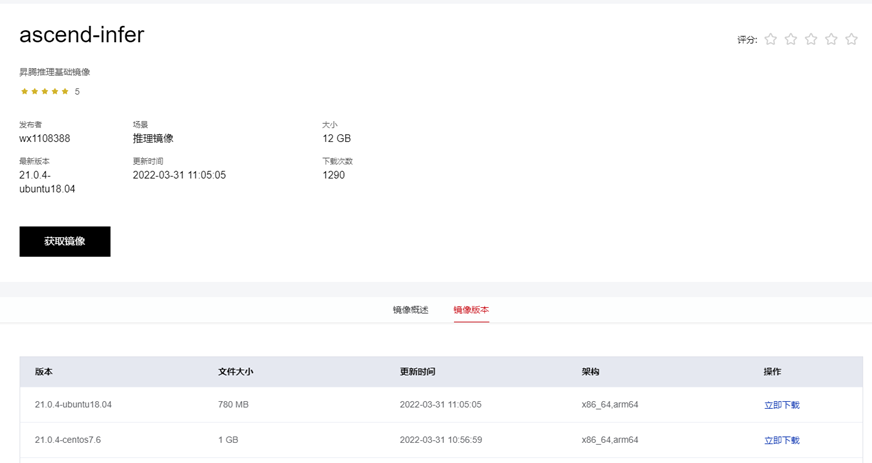 ascend-infer
评分:
昇腾推理基础镜像
5
发布者 场景 大小
wx1108388 推理镜像 12 GB
最新版本 更新时间 下载次数
21.0.4- 2022-03-31 11:05:05 1290
ubuntu18.04
获取镜像
镜像概述 镜像版本
版本 文件大小 更新时间 架构 操作
21.0.4-ubuntu18.04 780 MB 2022-03-31 11:05:05 x86_64,arm64 立即下载
21.0.4-centos7.6 1 GB 2022-03-31 10:56:59 x86_64,arm64 立即下载